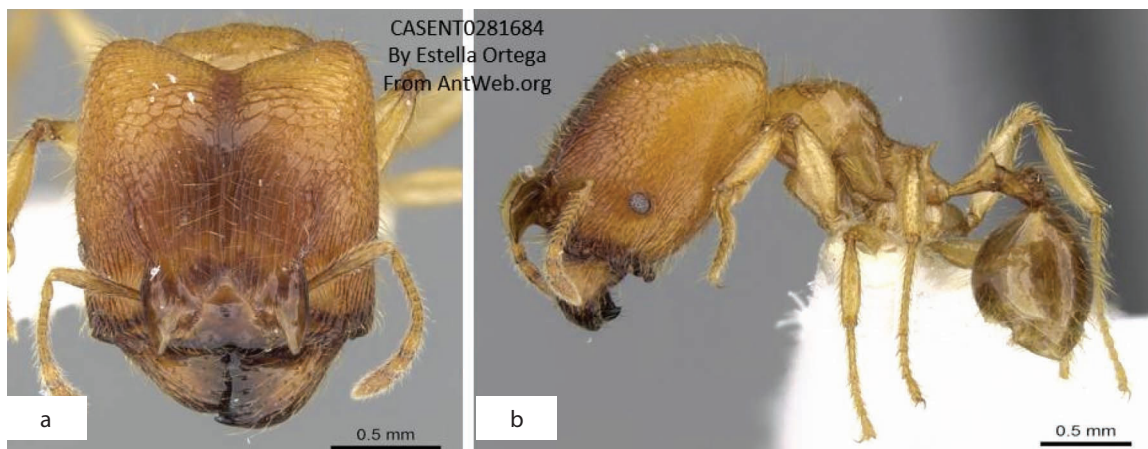 CASENT0281684
By Estella Ortega
From AntWeb.org
a
0.5 mm
b
0.5 mm